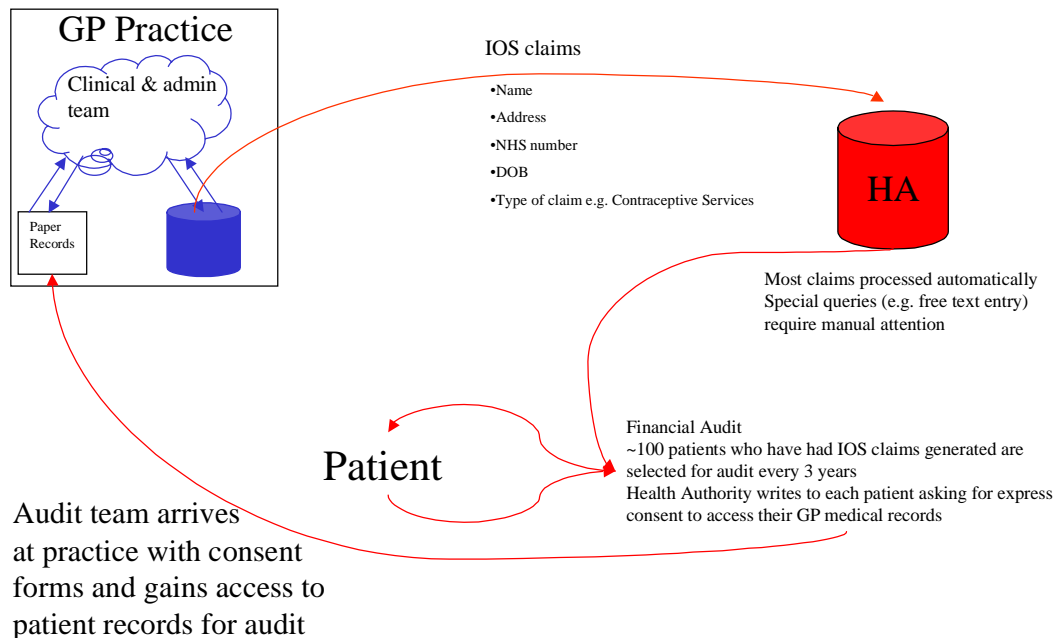 GP Practice
Clinical & admin
team
Paper
Records
IOS claims
•Name
•Address
•NHS number
•DOB
•Type of claim e.g. Contraceptive Services
HA
Most claims processed automatically
Special queries (e.g. free text entry)
require manual attention
Patient
Financial Audit
~100 patients who have had IOS claims generated are
selected for audit every 3 years
Health Authority writes to each patient asking for express
consent to access their GP medical records
Audit team arrives
at practice with consent
forms and gains access to
patient records for audit